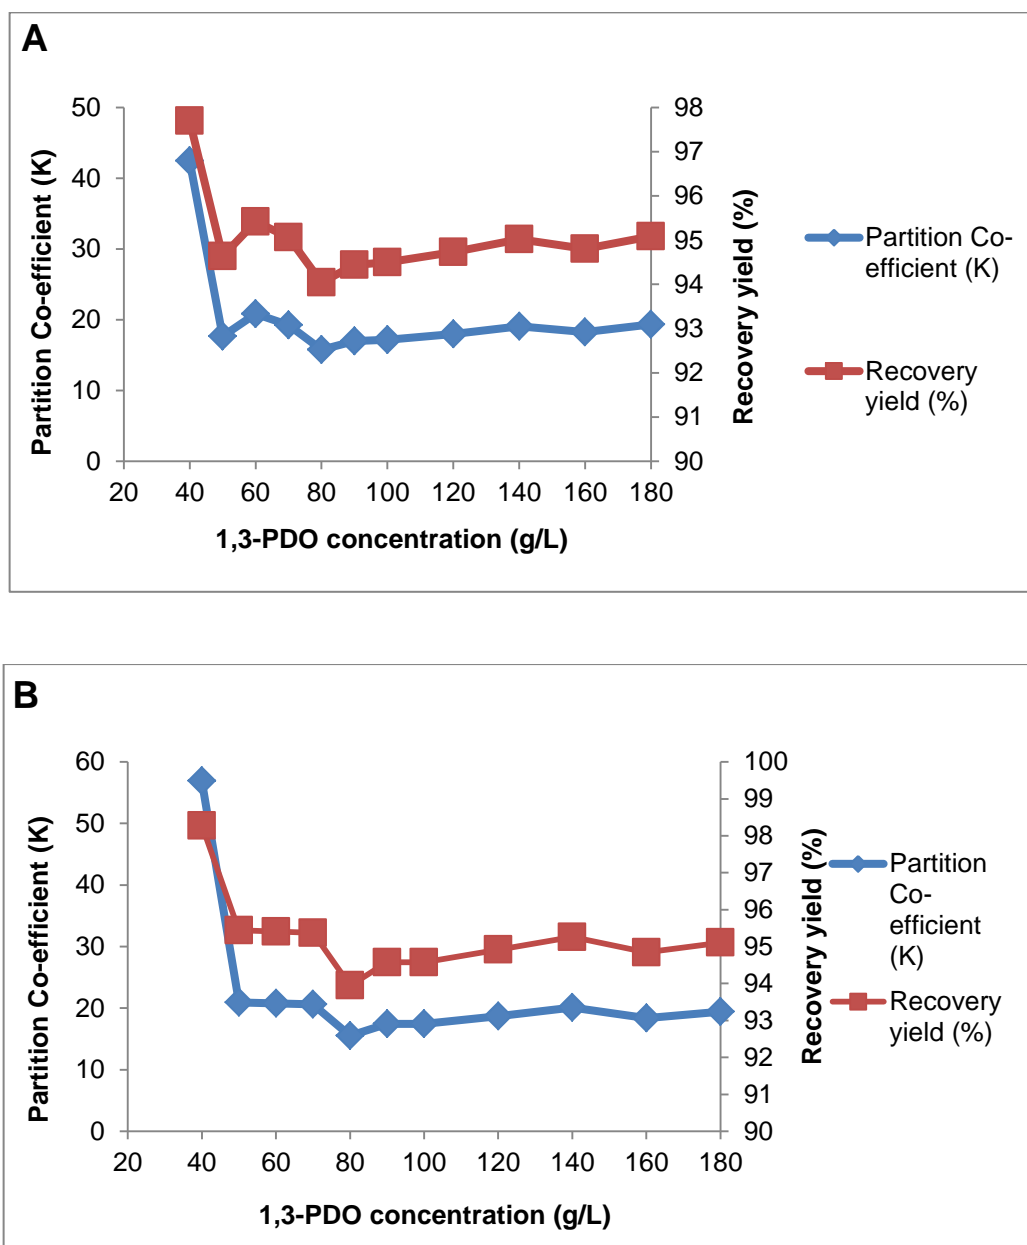 A
Partition Co-efficient (K)
50
40
30
20
10
0
98
97
96
95
94
93
92
91
90
Recovery yield (%)
20 40 60 80 100 120 140 160 180
1,3-PDO concentration (g/L)
Partition Co-
efficient (K)
Recovery
yield (%)
B
Partition Co-efficient (K)
60
50
40
30
20
10
0
100
99
98
97
96
95
94
93
92
91
90
Recovery yield (%)
20 40 60 80 100 120 140 160 180
1,3-PDO concentration (g/L)
Partition
Co-
efficient
(K)
Recovery
yield (%)